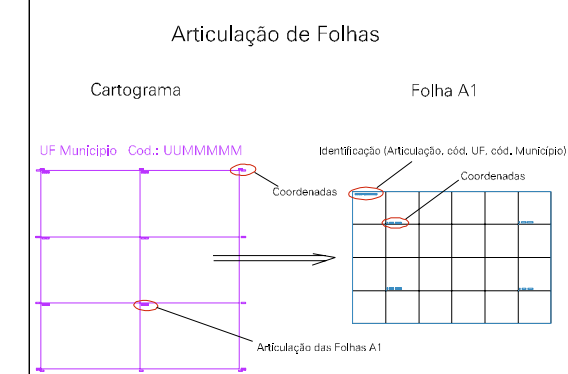 Articulação de Folhas
Cartograma
Folha A1
UF Município Cod.: UUMMMMM
Identificação (Articulação, cód. UF, cód. Município)
Coordenadas
Coordenadas
Articulação das Folhas A1